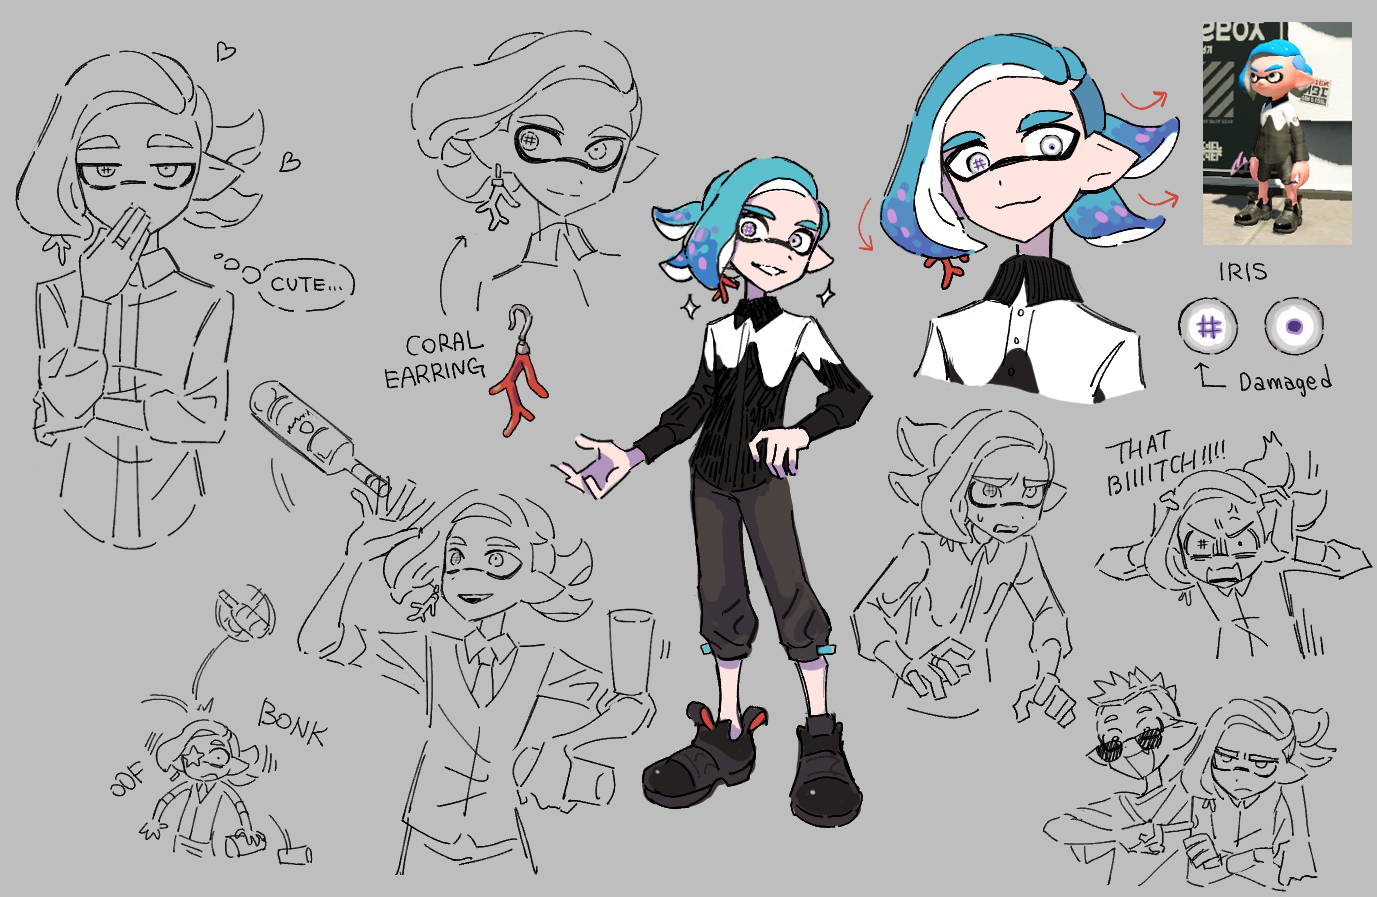 CUTE...
CORAL
EARRING
IRIS
#
Damaged
THAT
BIIIITCH!!!!
BONK
OOF